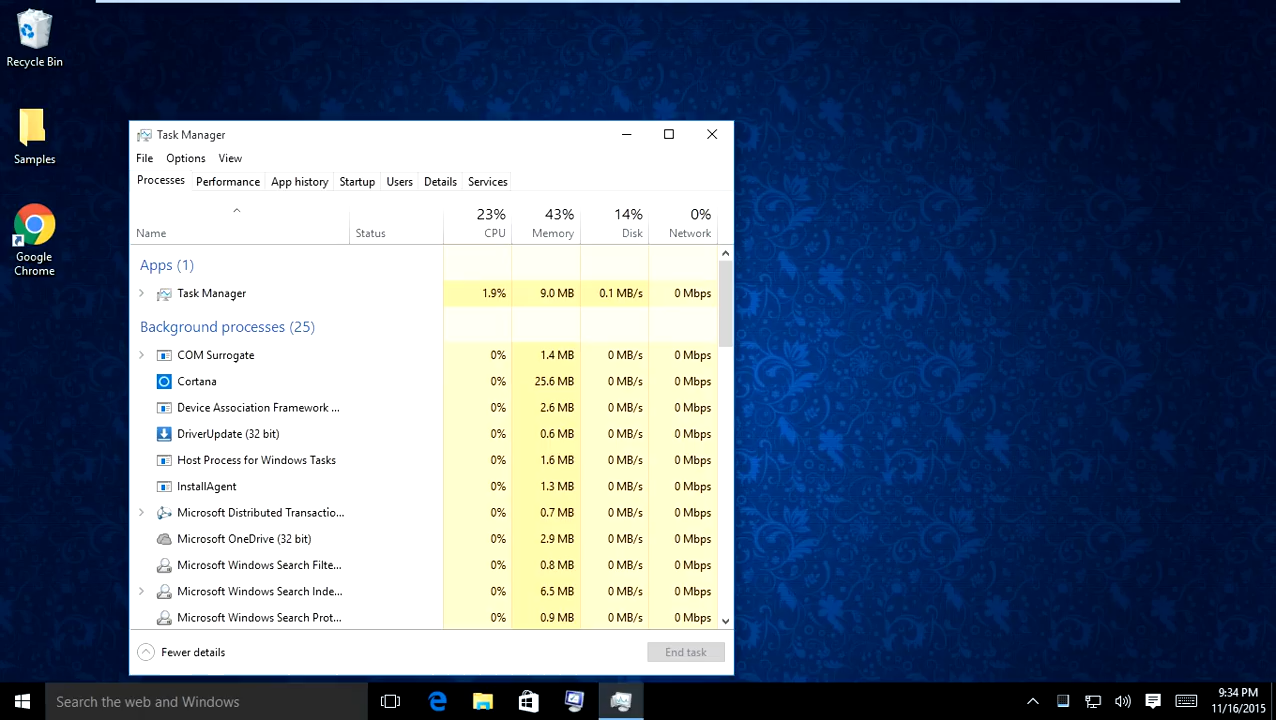 Recycle Bin
Samples
Google
Chrome
Task Manager
File Options View
Processes Performance App history Startup Users Details Services
23% 43% 14% 0%
Name Status CPU Memory Disk Network
Apps (1)
Task Manager 1.9% 9.0 MB 0.1 MB/s 0 Mbps
Background processes (25)
COM Surrogate 0% 1.4 MB 0 MB/s 0 Mbps
Cortana 0% 25.6 MB 0 MB/s 0 Mbps
Device Association Framework ... 0% 2.6 MB 0 MB/s 0 Mbps
DriverUpdate (32 bit) 0% 0.6 MB 0 MB/s 0 Mbps
Host Process for Windows Tasks 0% 1.6 MB 0 MB/s 0 Mbps
InstallAgent 0% 1.3 MB 0 MB/s 0 Mbps
Microsoft Distributed Transactio... 0% 0.7 MB 0 MB/s 0 Mbps
Microsoft OneDrive (32 bit) 0% 2.9 MB 0 MB/s 0 Mbps
Microsoft Windows Search Filte... 0% 0.8 MB 0 MB/s 0 Mbps
Microsoft Windows Search Inde... 0% 6.5 MB 0 MB/s 0 Mbps
Microsoft Windows Search Prot... 0% 0.9 MB 0 MB/s 0 Mbps
Fewer details End task
Search the web and Windows
9:34 PM
11/16/2015